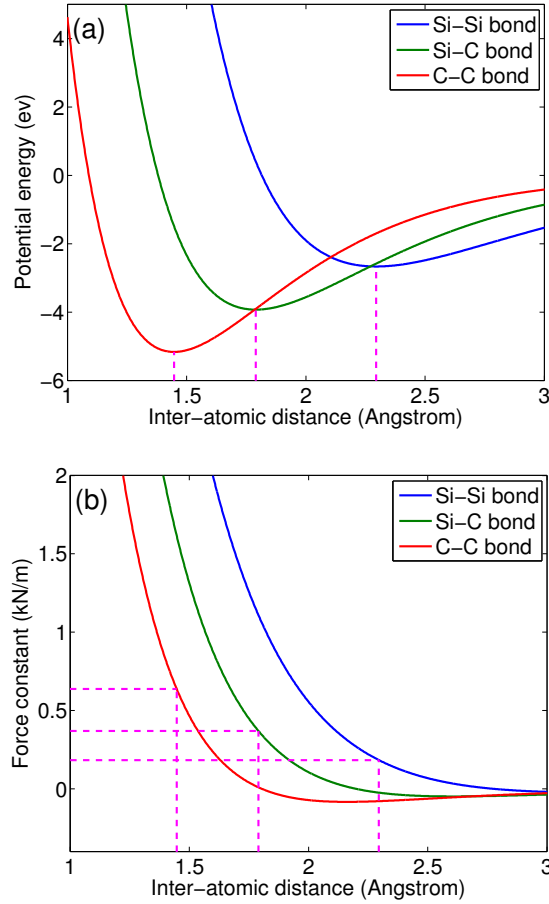 (a)
Si−Si bond
Si−C bond
C−C bond
4
2
0
−2
−4
−6
Potential energy (ev)
1
1.5
2
2.5
3
Inter−atomic distance (Angstrom)
(b)
Si−Si bond
Si−C bond
C−C bond
2
1.5
1
0.5
0
Force constant (kN/m)
1
1.5
2
2.5
3
Inter−atomic distance (Angstrom)